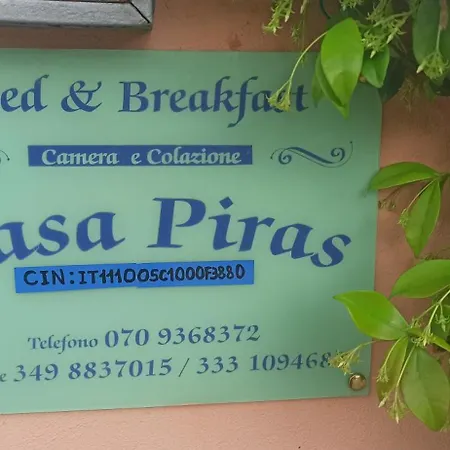 ed & Breakfast
Camera e Colazione
asa Piras
CIN: IT111005C1000F3880
Telefono 070 9368372
e 349 8837015 / 333 109468